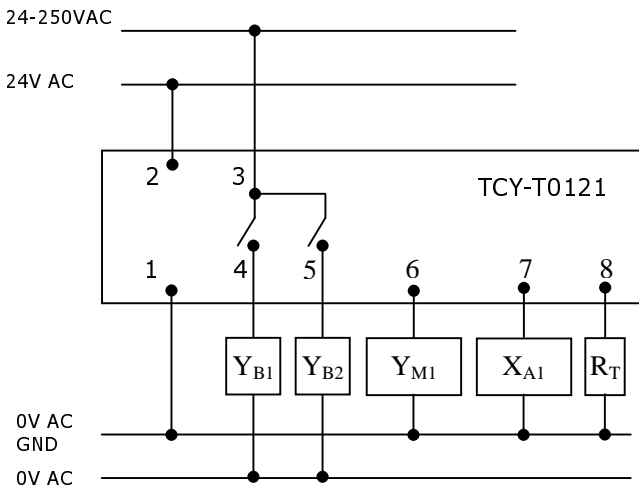 24-250VAC
24V AC
2
3
TCY-T0121
1
4
5
6
7
8
YB1
YB2
YM1
XA1
RT
0V AC
GND
0V AC